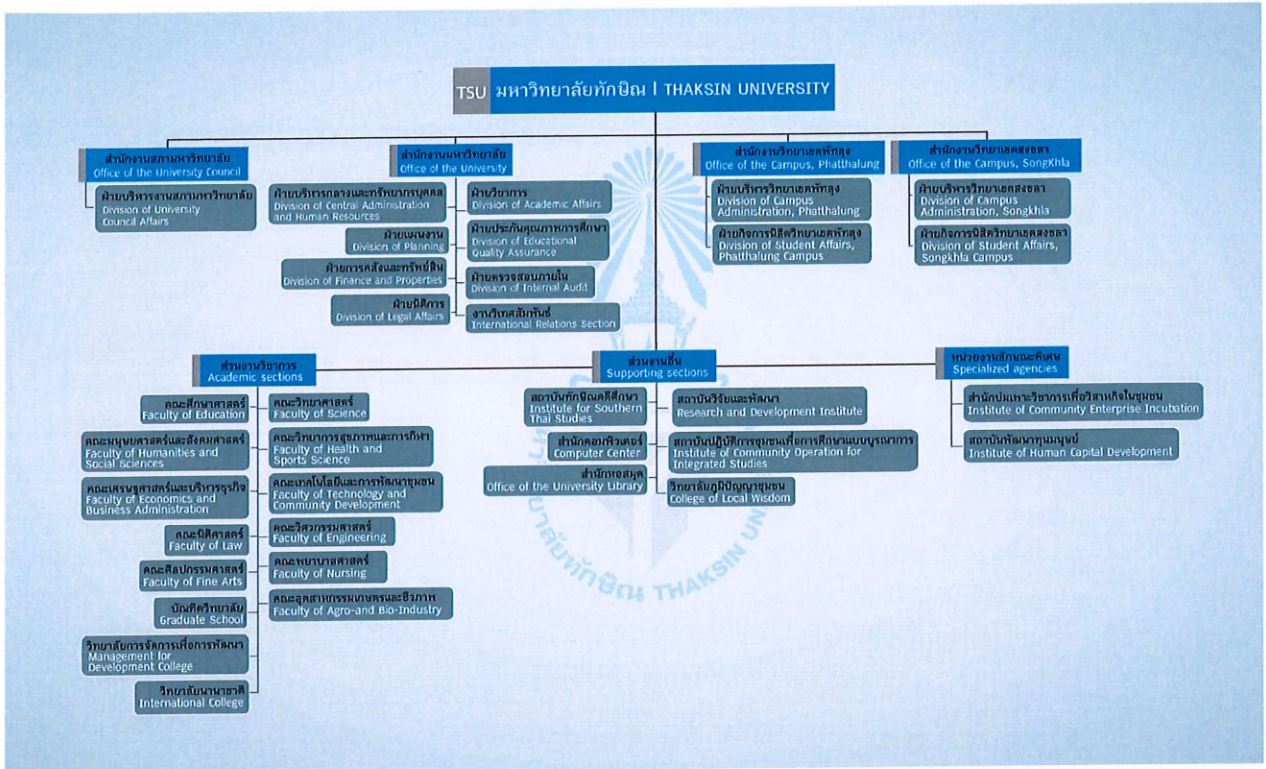 TSU มหาวิทยาลัยทักษิณ | THAKSIN UNIVERSITY
สำนักงานสภามหาวิทยาลัย
Office of the University Council
ฝ่ายบริหารงานสภามหาวิทยาลัย
Division of University
Council Affairs
สำนักงานมหาวิทยาลัย
Office of the University
ฝ่ายบริหารกลางและทรัพยากรบุคคล
Division of Central Administration
and Human Resources
ฝ่ายแผนงาน
Division of Planning
ฝ่ายการคลังและทรัพย์สิน
Division of Finance and Properties
ฝ่ายนิติการ
Division of Legal Affairs
ฝ่ายวิชาการ
Division of Academic Affairs
ฝ่ายประกันคุณภาพการศึกษา
Division of Educational
Quality Assurance
ฝ่ายตรวจสอบภายใน
Division of Internal Audit
งานวิเทศสัมพันธ์
International Relations Section
สำนักงานวิทยาเขตพัทลุง
Office of the Campus, Phatthalung
ฝ่ายบริหารวิทยาเขตพัทลุง
Division of Campus
Administration, Phatthalung
ฝ่ายกิจการนิสิตวิทยาเขตพัทลุง
Division of Student Affairs,
Phatthalung Campus
สำนักงานวิทยาเขตสงขลา
Office of the Campus, SongKhla
ฝ่ายบริหารวิทยาเขตสงขลา
Division of Campus
Administration, Songkhla
ฝ่ายกิจการนิสิตวิทยาเขตสงขลา
Division of Student Affairs,
Songkhla Campus
ส่วนงานวิชาการ
Academic sections
คณะศึกษาศาสตร์
Faculty of Education
คณะมนุษยศาสตร์และสังคมศาสตร์
Faculty of Humanities and
Social Sciences
คณะเศรษฐศาสตร์และบริหารธุรกิจ
Faculty of Economics and
Business Administration
คณะนิติศาสตร์
Faculty of Law
คณะศิลปกรรมศาสตร์
Faculty of Fine Arts
บัณฑิตวิทยาลัย
Graduate School
วิทยาลัยการจัดการเพื่อการพัฒนา
Management for
Development College
วิทยาลัยนานาชาติ
International College
คณะวิทยาศาสตร์
Faculty of Science
คณะวิทยาการสุขภาพและการกีฬา
Faculty of Health and
Sports Science
คณะเทคโนโลยีและการพัฒนาชุมชน
Faculty of Technology and
Community Development
คณะวิศวกรรมศาสตร์
Faculty of Engineering
คณะพยาบาลศาสตร์
Faculty of Nursing
คณะอุตสาหกรรมเกษตรและชีวภาพ
Faculty of Agro-and Bio-Industry
ส่วนงานอื่น
Supporting sections
สถาบันทักษิณคดีศึกษา
Institute for Southern
Thai Studies
สำนักคอมพิวเตอร์
Computer Center
สำนักหอสมุด
Office of the University Library
สถาบันวิจัยและพัฒนา
Research and Development Institute
สถาบันปฏิบัติการชุมชนเพื่อการศึกษาแบบบูรณาการ
Institute of Community Operation for
Integrated Studies
วิทยาลัยภูมิปัญญาชุมชน
College of Local Wisdom
หน่วยงานลักษณะพิเศษ
Specialized agencies
สำนักบ่มเพาะวิชาการเพื่อวิสาหกิจในชุมชน
Institute of Community Enterprise Incubation
สถาบันพัฒนาทุนมนุษย์
Institute of Human Capital Development